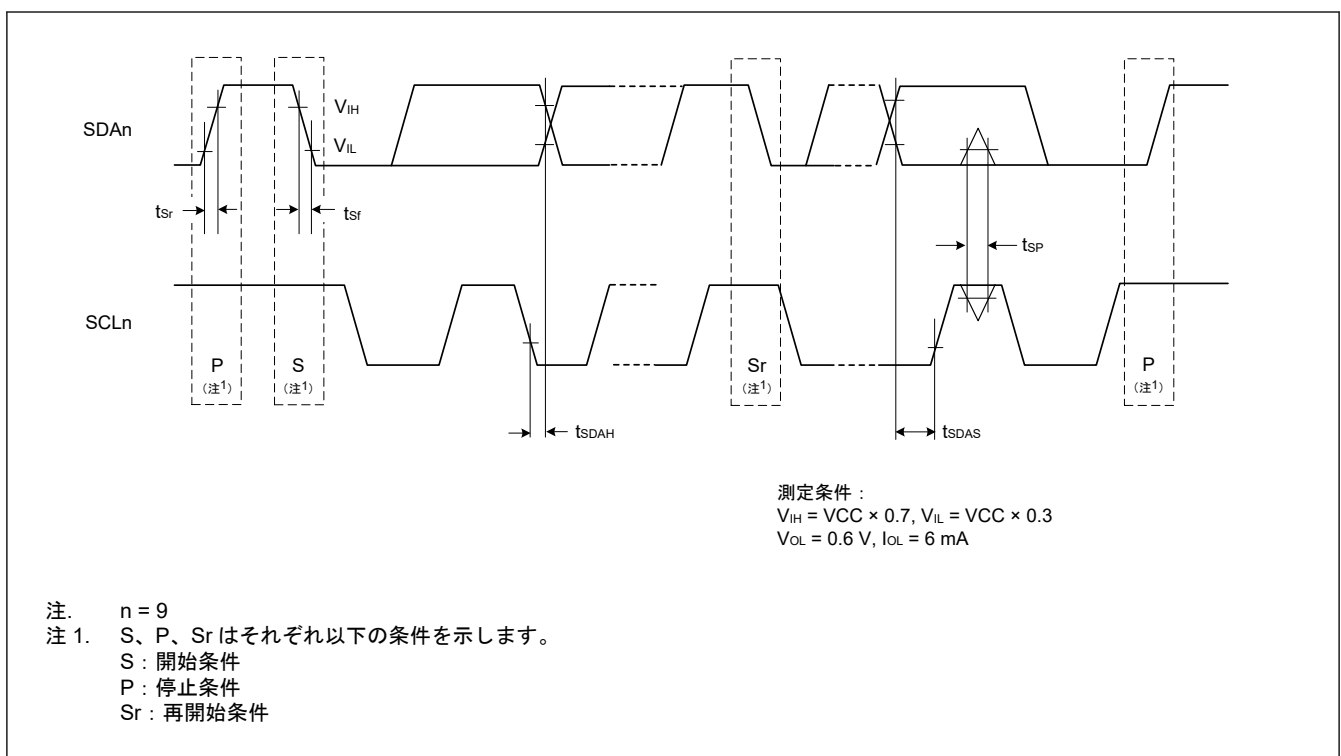 SDAn
VIH
VIL
tSr
tSf
tSP
SCLn
P
(注1)
S
(注1)
Sr
(注1)
P
(注1)
tSDAH
tSDAS
測定条件：
VIH = VCC × 0.7, VIL = VCC × 0.3
VOL = 0.6 V, IOL = 6 mA
注. n = 9
注 1. S、P、Sr はそれぞれ以下の条件を示します。
S：開始条件
P：停止条件
Sr：再開始条件